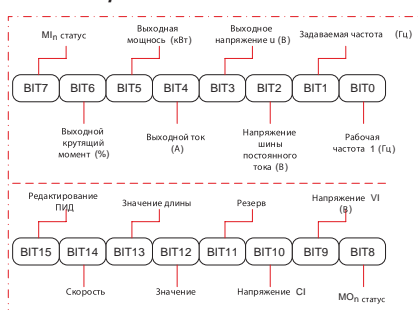 MIn статус
Выходная
мощнось (кВт)
Выходное
напряжение u (В)
Задаваемая частота (Гц)
BIT7 BIT6 BIT5 BIT4 BIT3 BIT2 BIT1 BIT0
Выходной
крутящий
момент (%)
Выходной ток
(А)
Напряжение
шины
постоянного
тока (В)
Рабочая
частота 1 (Гц)
Редактирование
ПИД
Значение длины
Резерв
Напряжение VI
(В)
BIT15 BIT14 BIT13 BIT12 BIT11 BIT10 BIT9 BIT8
Скорость
Значение
Напряжение CI
MOn статус